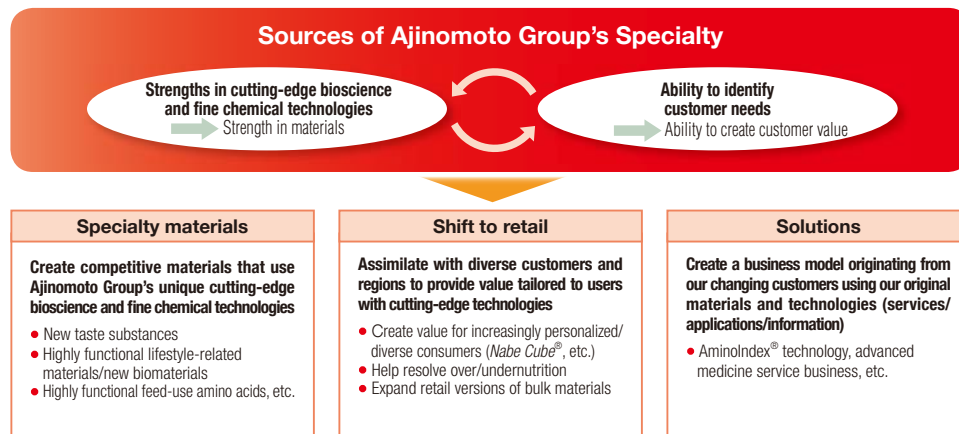 Sources of Ajinomoto Group's Specialty
Strengths in cutting-edge bioscience
and fine chemical technologies
Strength in materials
Ability to identify
customer needs
Ability to create customer value
Specialty materials
Create competitive materials that use
Ajinomoto Group's unique cutting-edge
bioscience and fine chemical technologies
● New taste substances
● Highly functional lifestyle-related
materials/new biomaterials
● Highly functional feed-use amino acids, etc.
Shift to retail
Assimilate with diverse customers and
regions to provide value tailored to users
with cutting-edge technologies
● Create value for increasingly personalized/
diverse consumers (Nabe Cube®, etc.)
● Help resolve over/undernutrition
● Expand retail versions of bulk materials
Solutions
Create a business model originating from
our changing customers using our original
materials and technologies (services/
applications/information)
● AminoIndex® technology, advanced
medicine service business, etc.